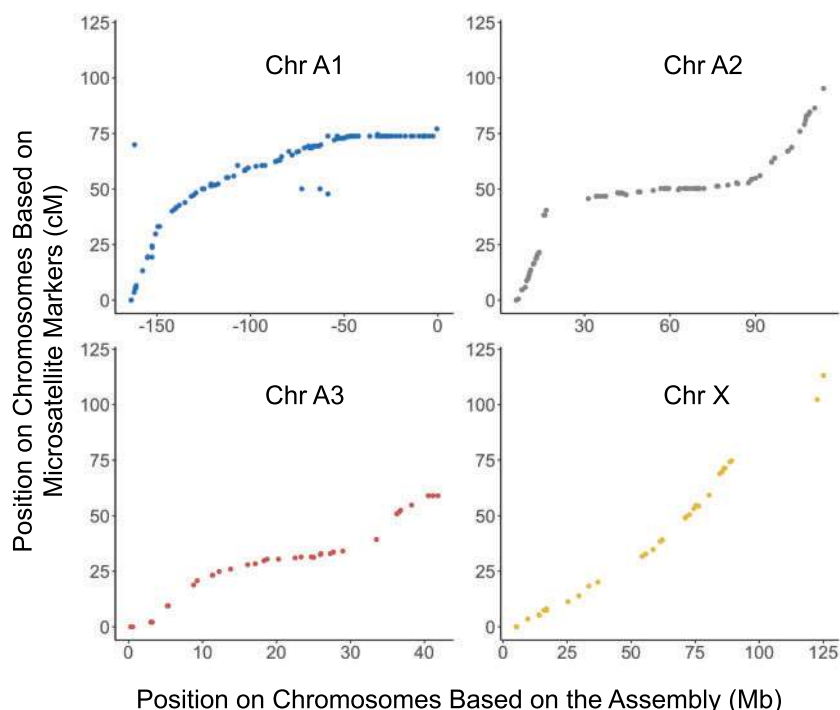 Position on Chromosomes Based on
Microsatellite Markers (cM)
125
100
75
50
25
0
Chr A1
-150 -100 -50 0
125
100
75
50
25
0
Chr A2
30 60 90
125
100
75
50
25
0
Chr A3
0 10 20 30 40
125
100
75
50
25
0
Chr X
0 25 50 75 100 125
Position on Chromosomes Based on the Assembly (Mb)